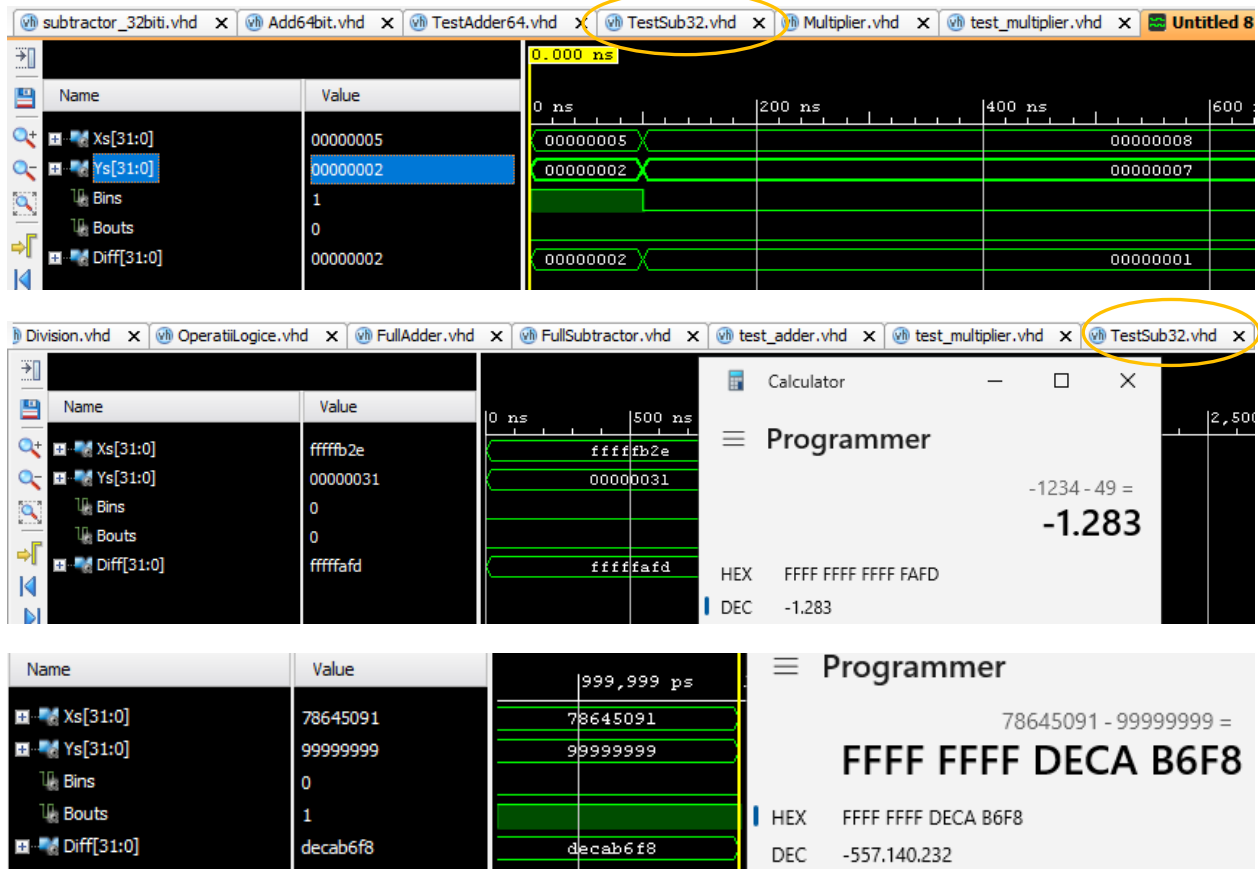 subtractor_32biti.vhd X Add64bit.vhd X TestAdder64.vhd X TestSub32.vhd X Multiplier.vhd X test_multiplier.vhd X Untitled 8
0.000 ns
Name Value
0 ns 200 ns 400 ns 600
Xs[31:0] 00000005 00000005 00000008
Ys[31:0] 00000002 00000002 00000007
Bins 1
Bouts 0
Diff[31:0] 00000002 00000002 00000001
Division.vhd X OperatiiLogice.vhd X FullAdder.vhd X FullSubtractor.vhd X test_adder.vhd X test_multiplier.vhd X TestSub32.vhd X
Calculator
Name Value
0 ns 500 ns 2,500
Programmer
Xs[31:0] fffffb2e fffffb2e
Ys[31:0] 00000031 00000031
-1234 - 49 =
Bins 0
-1.283
Bouts 0
Diff[31:0] fffffafd fffffafd
HEX FFFF FFFF FFFF FAFD
DEC -1.283
Name Value
Programmer
999,999 ps
Xs[31:0] 78645091 78645091
78645091 - 99999999 =
Ys[31:0] 99999999 99999999
FFFF FFFF DECA B6F8
Bins 0
Bouts 1
HEX FFFF FFFF DECA B6F8
Diff[31:0] decab6f8 decab6f8
DEC -557.140.232